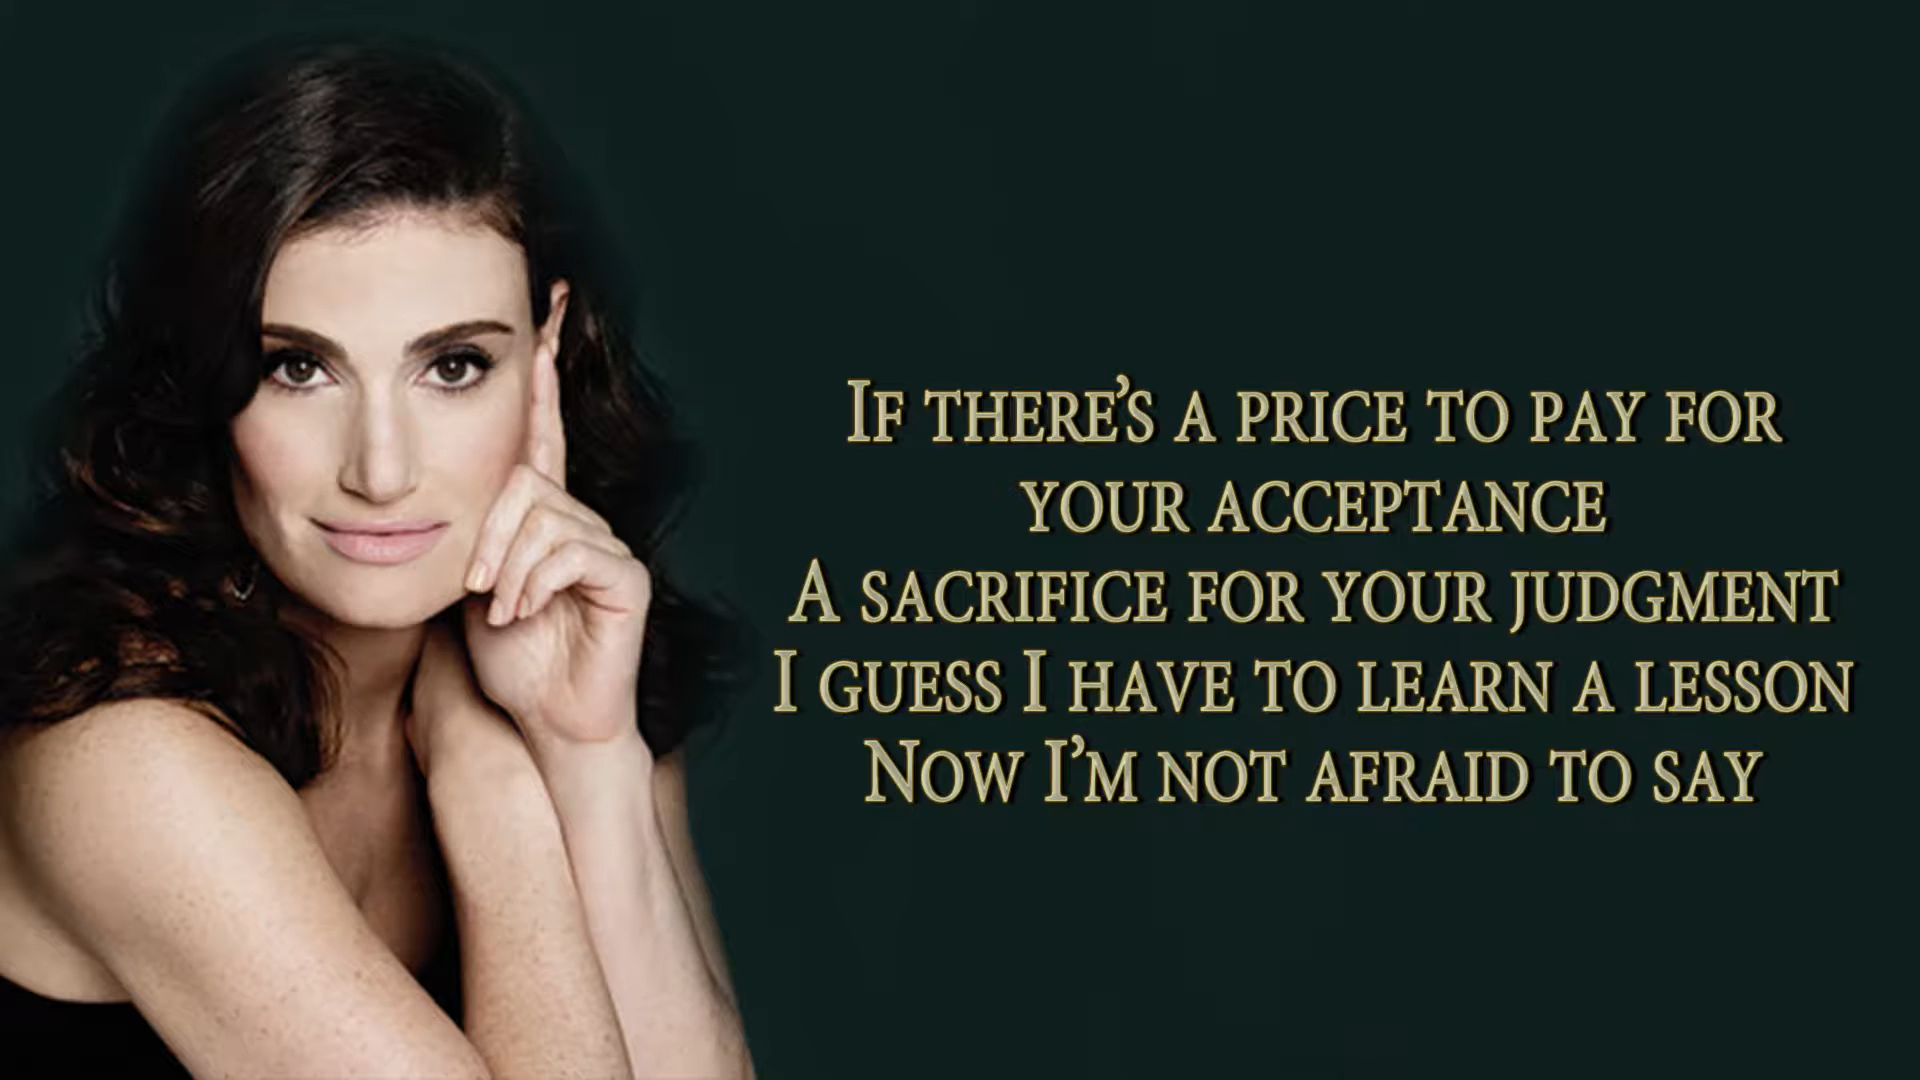 If there's a price to pay for
your acceptance
A sacrifice for your judgment
I guess I have to learn a lesson
Now I'm not afraid to say